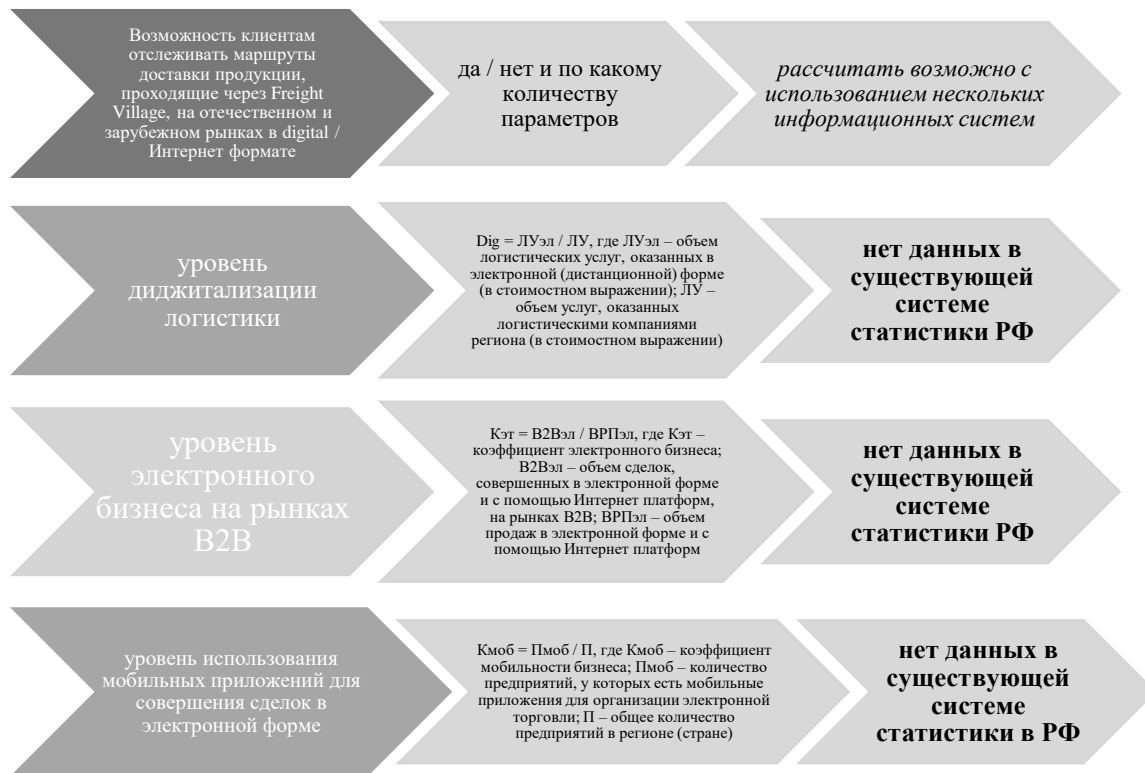 Возможность клиентам
отслеживать маршруты
доставки продукции,
проходящие через Freight
Village, на отечественном и
зарубежном рынках в digital /
Интернет формате
да / нет и по какому
количеству
параметров
рассчитать возможно с
использованием нескольких
информационных систем
уровень
диджитализации
логистики
Dig = ЛУэл / ЛУ, где ЛУэл – объем
логистических услуг, оказанных в
электронной (дистанционной) форме
(в стоимостном выражении); ЛУ –
объем услуг, оказанных
логистическими компаниями
региона (в стоимостном выражении)
нет данных в
существующей
системе
статистики РФ
уровень
электронного
бизнеса на рынках
B2B
Кэт = B2Bэл / ВРПэл, где Кэт –
коэффициент электронного бизнеса;
B2Bэл – объем сделок,
совершенных в электронной форме
и с помощью Интернет платформ,
на рынках B2B; ВРПэл – объем
продаж в электронной форме и с
помощью Интернет платформ
нет данных в
существующей
системе
статистики РФ
уровень использования
мобильных приложений для
совершения сделок в
электронной форме
Кмоб = Пмоб / П, где Кмоб – коэффициент
мобильности бизнеса; Пмоб – количество
предприятий, у которых есть мобильные
приложения для организации электронной
торговли; П – общее количество
предприятий в регионе (стране)
нет данных в
существующей
системе
статистики в РФ